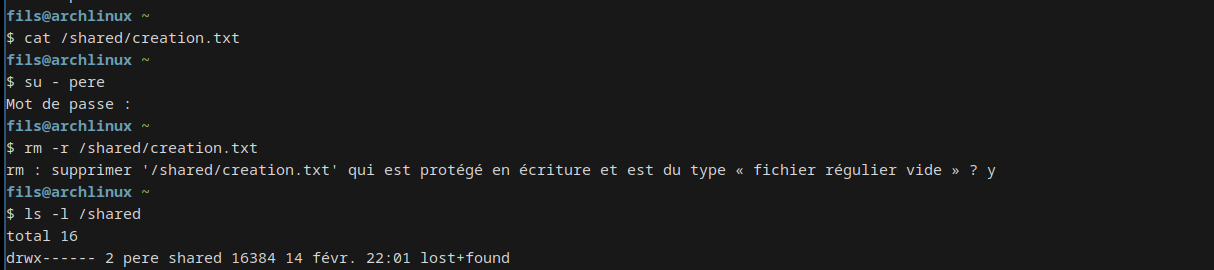 fils@archlinux ~
$ cat /shared/creation.txt
fils@archlinux ~
$ su - pere
Mot de passe :
fils@archlinux ~
$ rm -r /shared/creation.txt
rm : supprimer '/shared/creation.txt' qui est protégé en écriture et est du type « fichier régulier vide » ? y
fils@archlinux ~
$ ls -l /shared
total 16
drwx------ 2 pere shared 16384 14 févr. 22:01 lost+found